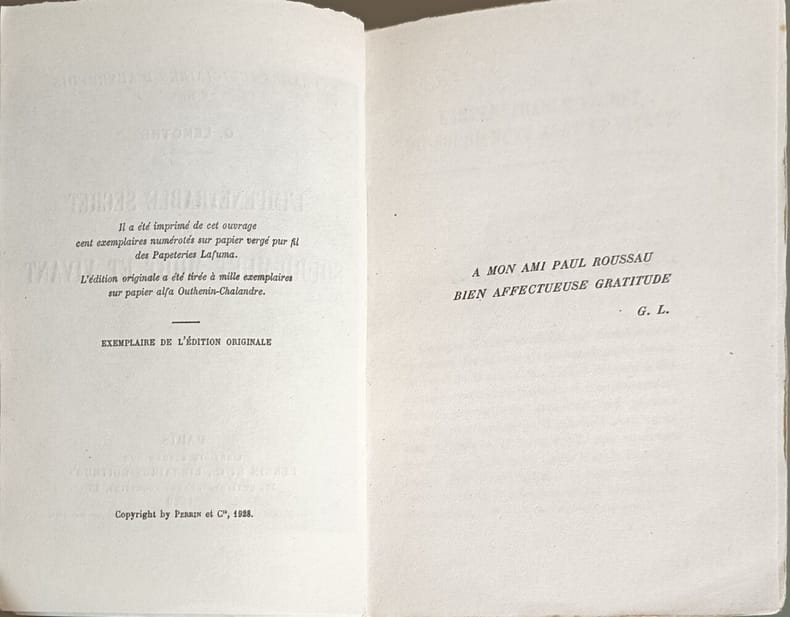 Il a été imprimé de cet ouvrage
cent exemplaires numérotés sur papier vergé pur fil
des Papeteries Lafuma.
L'édition originale a été tirée à mille exemplaires
sur papier alfa Outhenin-Chalandre.
EXEMPLAIRE DE L'ÉDITION ORIGINALE
Copyright by PERRIN et Cie, 1928.
A MON AMI PAUL ROUSSAU
BIEN AFFECTUEUSE GRATITUDE
G. L.